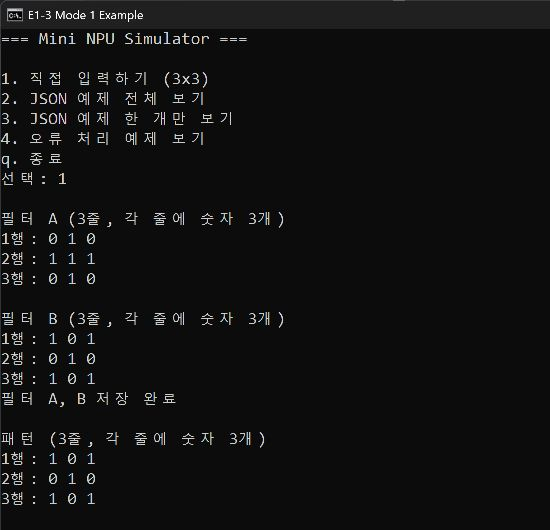 E1-3 Mode 1 Example
=== Mini NPU Simulator ===
1. 직접 입력하기 (3x3)
2. JSON 예제 전체 보기
3. JSON 예제 한 개만 보기
4. 오류 처리 예제 보기
q. 종료
선택: 1
필터 A (3줄, 각 줄에 숫자 3개)
1행: 0 1 0
2행: 1 1 1
3행: 0 1 0
필터 B (3줄, 각 줄에 숫자 3개)
1행: 1 0 1
2행: 0 1 0
3행: 1 0 1
필터 A, B 저장 완료
패턴 (3줄, 각 줄에 숫자 3개)
1행: 1 0 1
2행: 0 1 0
3행: 1 0 1